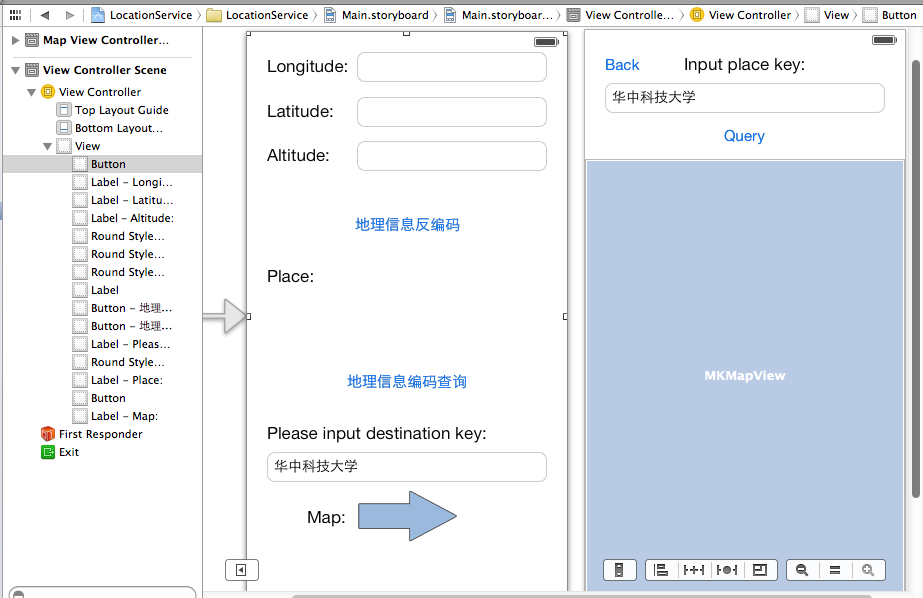 LocationService LocationService Main.storyboard Main.storyboar... View Controlle... View Controller View Button
Map View Controller...
View Controller Scene
View Controller
Top Layout Guide
Bottom Layout...
View
Button
Label – Longi...
Label – Latitu...
Label – Altitude:
Round Style...
Round Style...
Round Style...
Label
Button – 地理...
Button – 地理...
Label – Pleas...
Round Style...
Label – Place:
Button
Label – Map:
First Responder
Exit
Longitude:
Latitude:
Altitude:
地理信息反编码
Place:
地理信息编码查询
Please input destination key:
华中科技大学
Map:
Back Input place key:
华中科技大学
Query
MKMapView